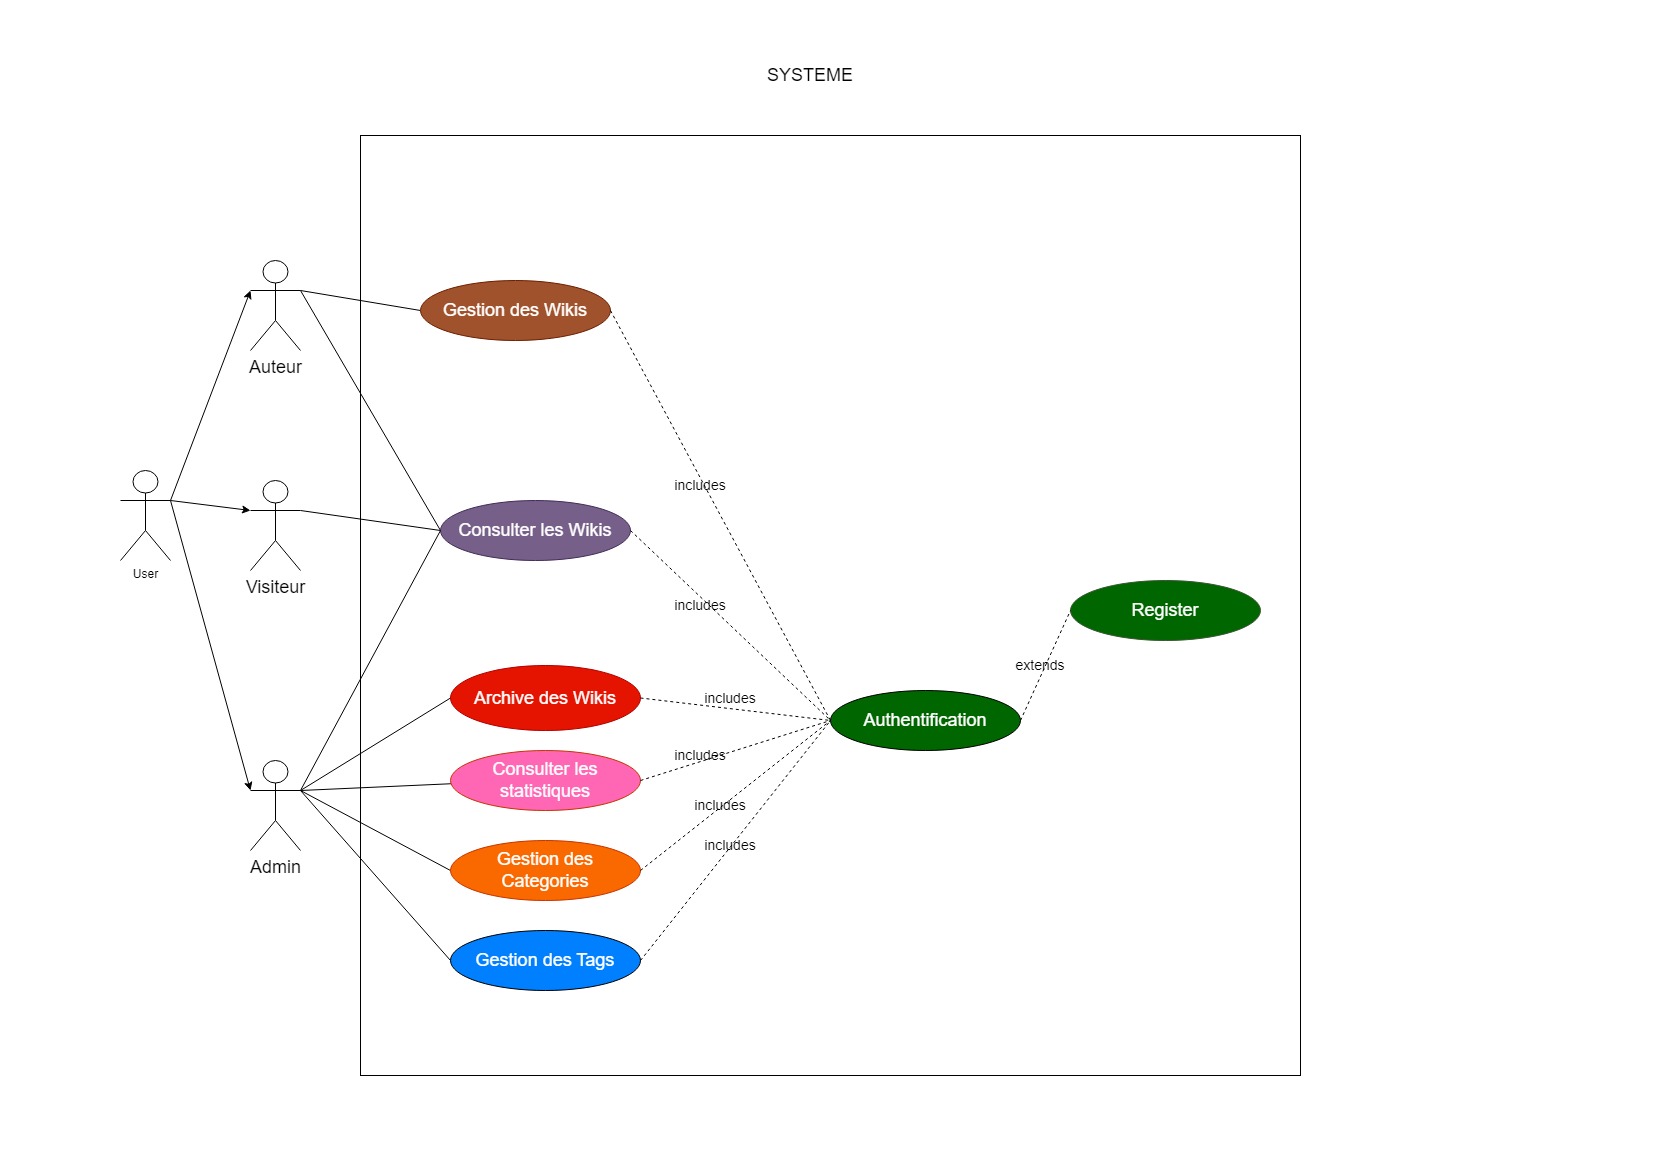 SYSTEME
Gestion des Wikis
Auteur
includes
Consulter les Wikis
User
Visiteur
includes
Register
extends
Archive des Wikis
includes
Authentification
includes
Consulter les
statistiques
includes
Admin
Gestion des
Categories
includes
Gestion des Tags